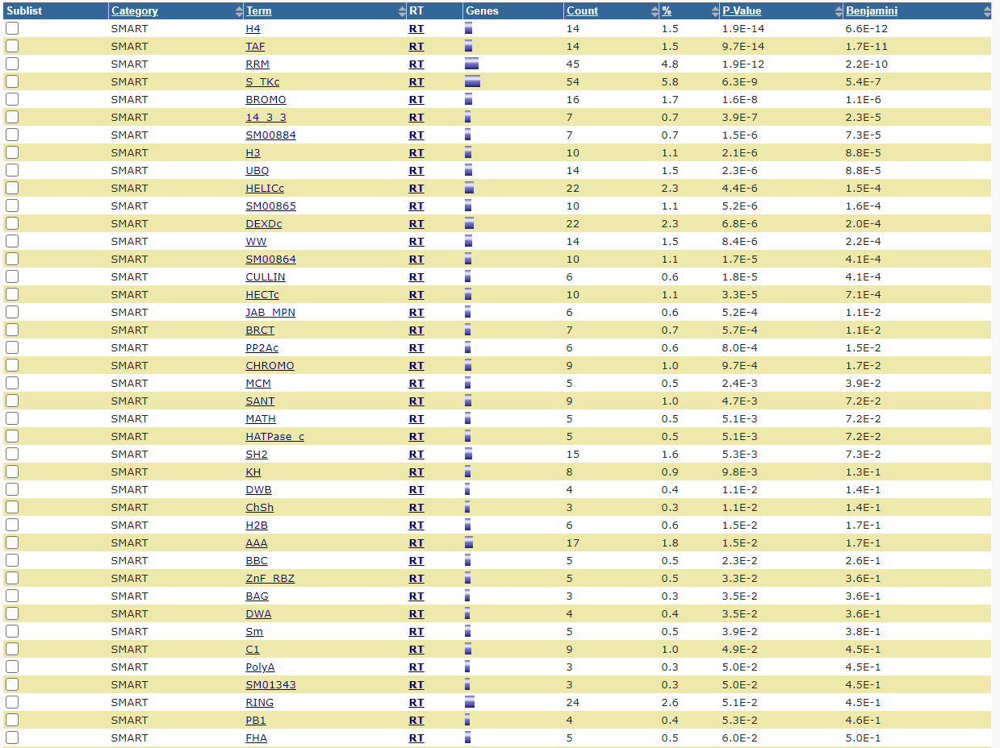 Sublist Category Term RT Genes Count % P-Value Benjamini
SMART H4 RT 14 1.5 1.9E-14 6.6E-12
SMART TAF RT 14 1.5 9.7E-14 1.7E-11
SMART RRM RT 45 4.8 1.9E-12 2.2E-10
SMART S_TKc RT 54 5.8 6.3E-9 5.4E-7
SMART BROMO RT 16 1.7 1.6E-8 1.1E-6
SMART 14_3_3 RT 7 0.7 3.9E-7 2.3E-5
SMART SM00884 RT 7 0.7 1.5E-6 7.3E-5
SMART H3 RT 10 1.1 2.1E-6 8.8E-5
SMART UBQ RT 14 1.5 2.3E-6 8.8E-5
SMART HELICc RT 22 2.3 4.4E-6 1.5E-4
SMART SM00865 RT 10 1.1 5.2E-6 1.6E-4
SMART DEXDc RT 22 2.3 6.8E-6 2.0E-4
SMART WW RT 14 1.5 8.4E-6 2.2E-4
SMART SM00864 RT 10 1.1 1.7E-5 4.1E-4
SMART CULLIN RT 6 0.6 1.8E-5 4.1E-4
SMART HECTc RT 10 1.1 3.3E-5 7.1E-4
SMART JAB_MPN RT 6 0.6 5.2E-4 1.1E-2
SMART BRCT RT 7 0.7 5.7E-4 1.1E-2
SMART PP2Ac RT 6 0.6 8.0E-4 1.5E-2
SMART CHROMO RT 9 1.0 9.7E-4 1.7E-2
SMART MCM RT 5 0.5 2.4E-3 3.9E-2
SMART SANT RT 9 1.0 4.7E-3 7.2E-2
SMART MATH RT 5 0.5 5.1E-3 7.2E-2
SMART HATPase_c RT 5 0.5 5.1E-3 7.2E-2
SMART SH2 RT 15 1.6 5.3E-3 7.3E-2
SMART KH RT 8 0.9 9.8E-3 1.3E-1
SMART DWB RT 4 0.4 1.1E-2 1.4E-1
SMART ChSh RT 3 0.3 1.1E-2 1.4E-1
SMART H2B RT 6 0.6 1.5E-2 1.7E-1
SMART AAA RT 17 1.8 1.5E-2 1.7E-1
SMART BBC RT 5 0.5 2.3E-2 2.6E-1
SMART ZnF_RBZ RT 5 0.5 3.3E-2 3.6E-1
SMART BAG RT 3 0.3 3.5E-2 3.6E-1
SMART DWA RT 4 0.4 3.5E-2 3.6E-1
SMART Sm RT 5 0.5 3.9E-2 3.8E-1
SMART C1 RT 9 1.0 4.9E-2 4.5E-1
SMART PolyA RT 3 0.3 5.0E-2 4.5E-1
SMART SM01343 RT 3 0.3 5.0E-2 4.5E-1
SMART RING RT 24 2.6 5.1E-2 4.5E-1
SMART PB1 RT 4 0.4 5.3E-2 4.6E-1
SMART FHA RT 5 0.5 6.0E-2 5.0E-1